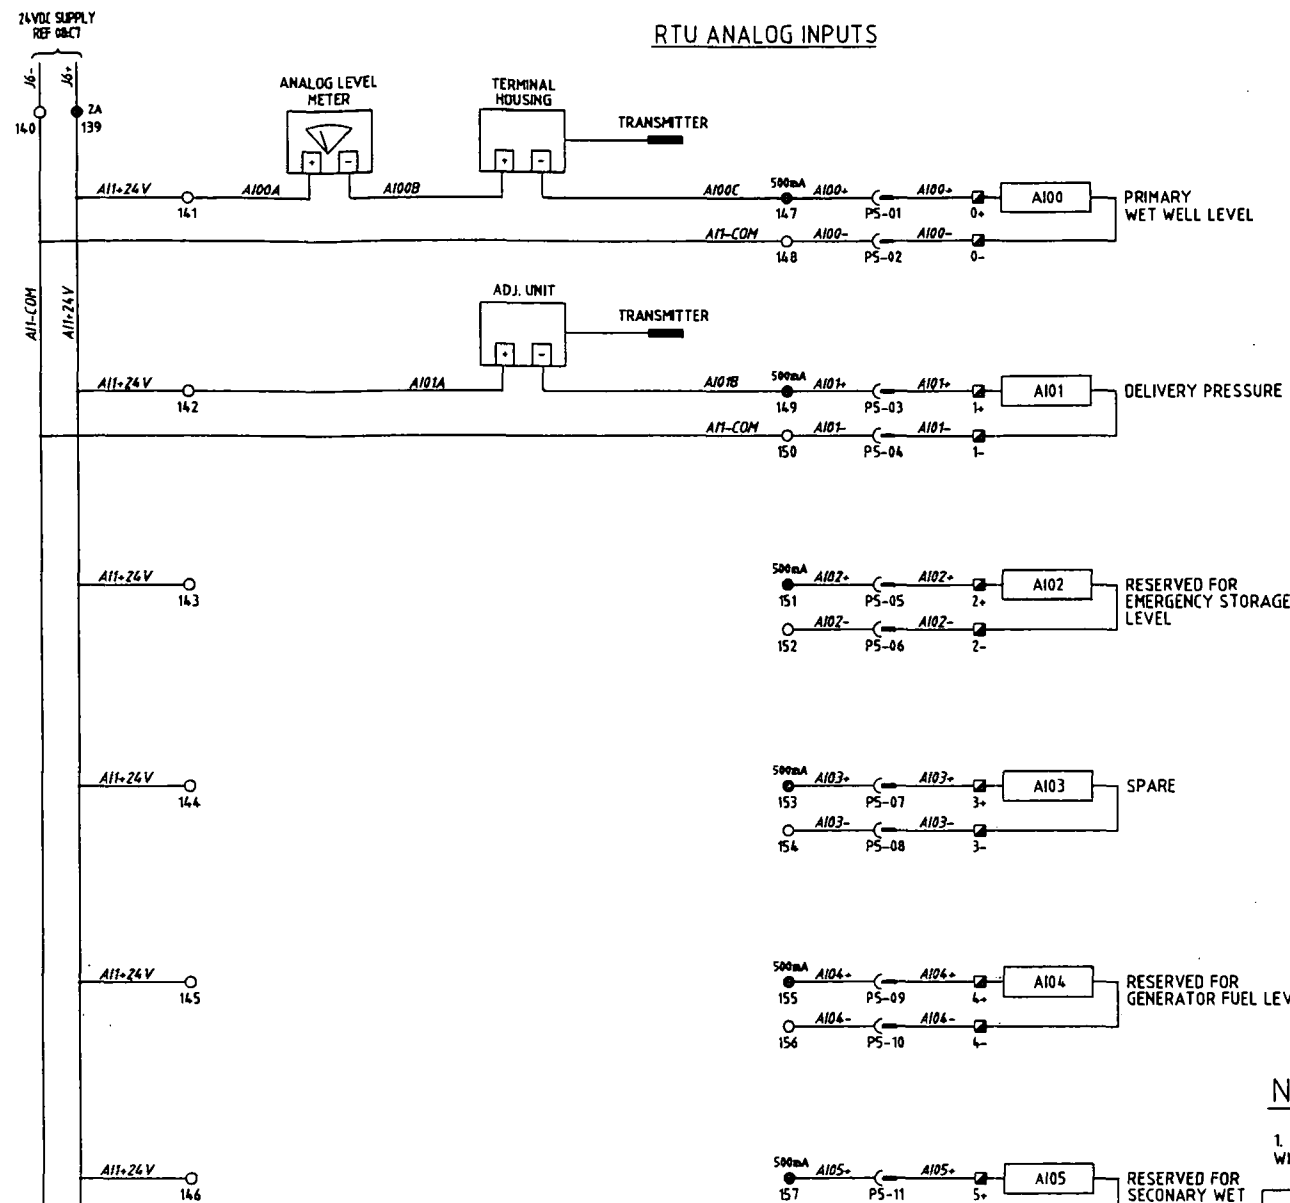 24VDC SUPPLY
REF 08:C7
RTU ANALOG INPUTS
J6-
J6+
140
2A
139
ANALOG LEVEL
METER
+ -
TERMINAL
HOUSING
+ -
TRANSMITTER
AI1+24V
141
AI00A
AI00B
AI00C
500mA
147
AI00+
PS-01
AI00+
0+
AI00
PRIMARY
WET WELL LEVEL
AI1-COM
148
AI00-
PS-02
AI00-
0-
AI1-COM
AI1+24V
ADJ. UNIT
+ -
TRANSMITTER
AI1+24V
142
AI01A
AI01B
500mA
149
AI01+
PS-03
AI01+
1+
AI01
DELIVERY PRESSURE
AI1-COM
150
AI01-
PS-04
AI01-
1-
AI1+24V
143
500mA
151
AI02+
PS-05
AI02+
2+
AI02
RESERVED FOR
EMERGENCY STORAGE
LEVEL
152
AI02-
PS-06
AI02-
2-
AI1+24V
144
500mA
153
AI03+
PS-07
AI03+
3+
AI03
SPARE
154
AI03-
PS-08
AI03-
3-
AI1+24V
145
500mA
155
AI04+
PS-09
AI04+
4+
AI04
RESERVED FOR
GENERATOR FUEL LEV
156
AI04-
PS-10
AI04-
4-
N
1.
AI1+24V
146
500mA
157
AI05+
PS-11
AI05+
5+
AI05
RESERVED FOR
SECONARY WET